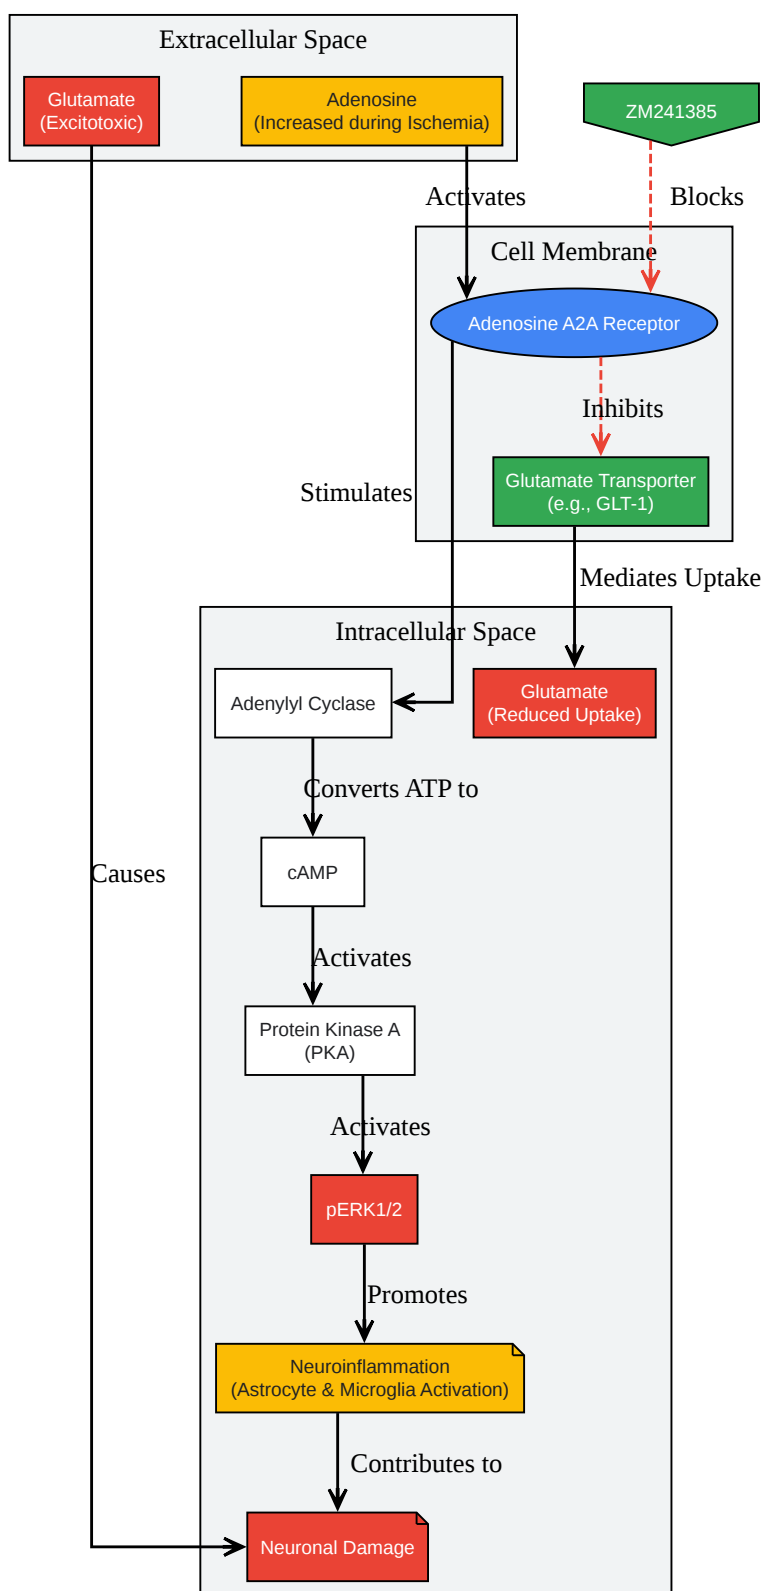 Extracellular Space
Glutamate
(Excitotoxic)
Adenosine
(Increased during Ischemia)
ZM241385
Activates
Blocks
Cell Membrane
Adenosine A2A Receptor
Inhibits
Stimulates
Glutamate Transporter
(e.g., GLT-1)
Mediates Uptake
Intracellular Space
Adenylyl Cyclase
Glutamate
(Reduced Uptake)
Converts ATP to
cAMP
Causes
Activates
Protein Kinase A
(PKA)
Activates
pERK1/2
Promotes
Neuroinflammation
(Astrocyte & Microglia Activation)
Contributes to
Neuronal Damage